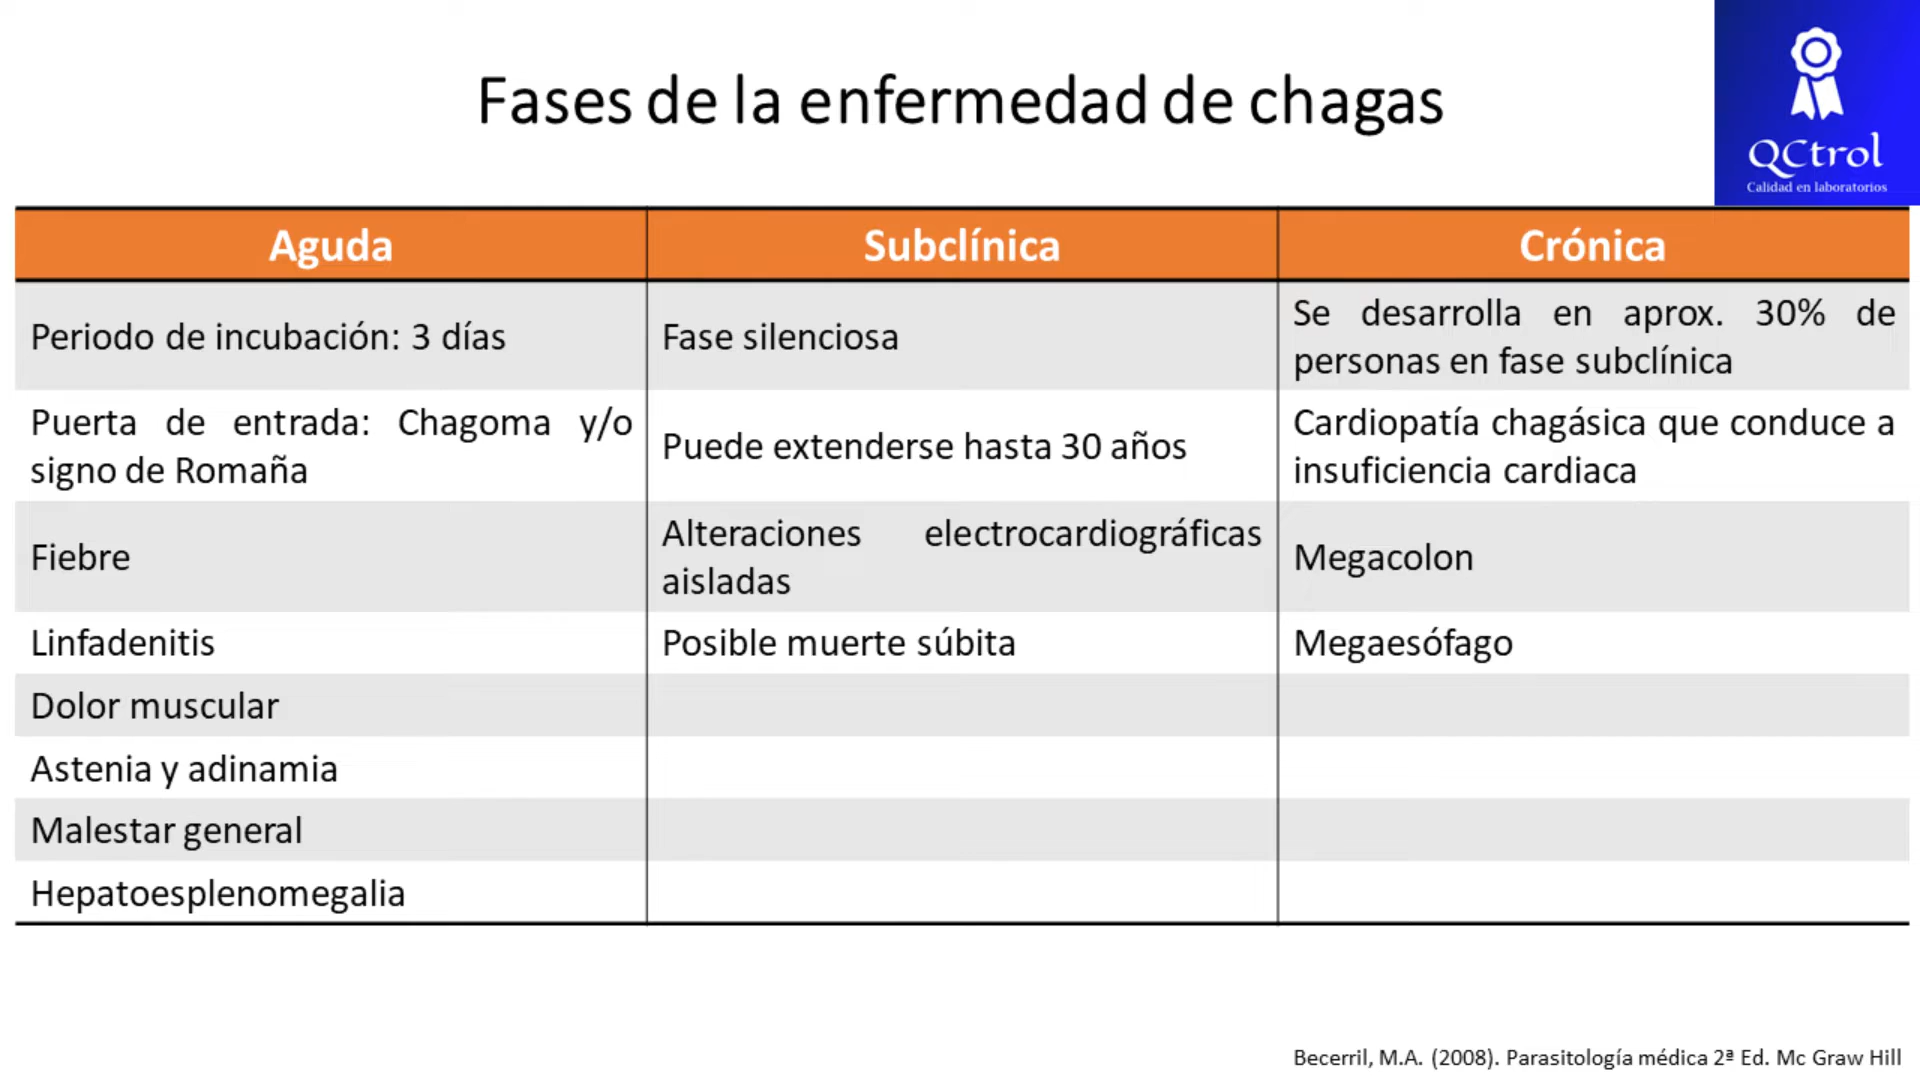 Fases de la enfermedad de chagas
QCtrol
Calidad en laboratorios
Aguda
Subclínica
Crónica
Periodo de incubación: 3 días
Fase silenciosa
Se desarrolla en aprox. 30% de
personas en fase subclínica
Puerta de entrada: Chagoma y/o
signo de Romaña
Puede extenderse hasta 30 años
Cardiopatía chagásica que conduce a
insuficiencia cardiaca
Fiebre
Alteraciones electrocardiográficas
aisladas
Megacolon
Linfadenitis
Posible muerte súbita
Megaesófago
Dolor muscular
Astenia y adinamia
Malestar general
Hepatoesplenomegalia
Becerril, M.A. (2008). Parasitología médica 2ª Ed. Mc Graw Hill